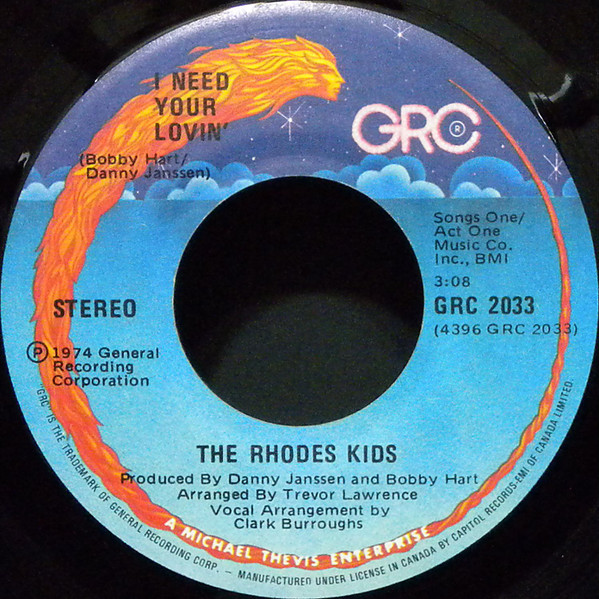 I NEED
YOUR
LOVIN'
(Bobby Hart/
Danny Janssen)
GRC ®
Songs One/
Act One
Music Co.
Inc., BMI
3:08
STEREO
GRC 2033
(4396 GRC 2033)
℗ 1974 General
Recording
Corporation
THE RHODES KIDS
Produced By Danny Janssen and Bobby Hart
Arranged By Trevor Lawrence
Vocal Arrangement by
Clark Burroughs
A MICHAEL THEVIS ENTERPRISE
"GRC" IS THE TRADEMARK OF GENERAL RECORDING CORP. - MANUFACTURED UNDER LICENSE IN CANADA BY CAPITOL RECORDS-EMI OF CANADA LIMITED.